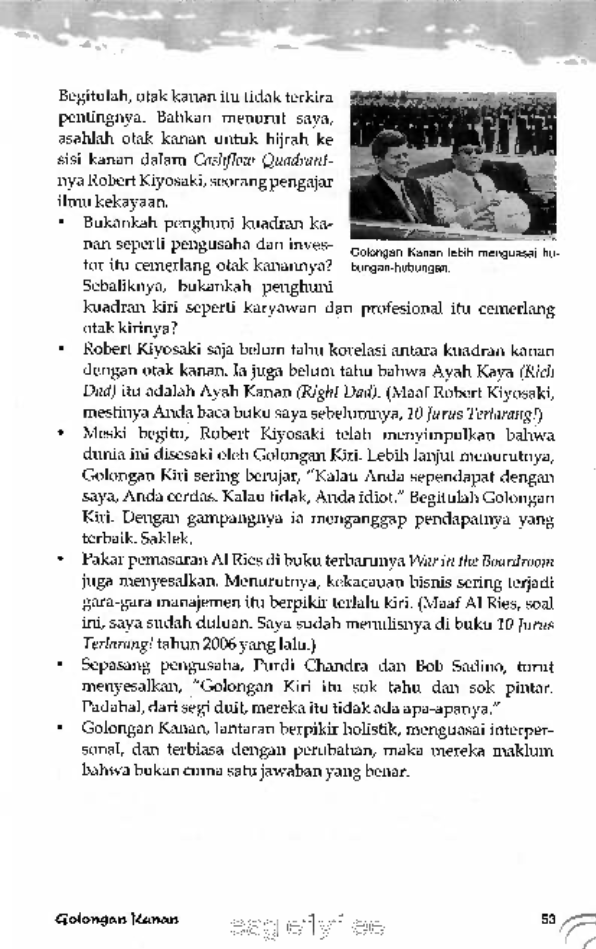 Begitulah, otak kanan itu tidak terkira
pentingnya. Bahkan menurut saya,
asahlah otak kanan untuk hijrah ke
sisi kanan dalam Cashflow Quadrant-
nya Robert Kiyosaki, seorang pengajar
ilmu kekayaan.
Golongan Kanan lebih menguasai hu-
bungan-hubungan.
• Bukankah penghuni kuadran ka-
nan seperti pengusaha dan inves-
tor itu cemerlang otak kanannya?
Sebaliknya, bukankah penghuni
kuadran kiri seperti karyawan dan profesional itu cemerlang
otak kirinya?
• Robert Kiyosaki saja belum tahu korelasi antara kuadran kanan
dengan otak kanan. Ia juga belum tahu bahwa Ayah Kaya (Rich
Dad) itu adalah Ayah Kanan (Right Dad). (Maaf Robert Kiyosaki,
mestinya Anda baca buku saya sebelumnya, 10 Jurus Terlarang!)
• Meski begitu, Robert Kiyosaki telah menyimpulkan bahwa
dunia ini disesaki oleh Golongan Kiri. Lebih lanjut menurutnya,
Golongan Kiri sering berujar, "Kalau Anda sependapat dengan
saya, Anda cerdas. Kalau tidak, Anda idiot." Begitulah Golongan
Kiri. Dengan gampangnya ia menganggap pendapatnya yang
terbaik. Saklek.
• Pakar pemasaran Al Ries di buku terbarunya War in the Boardroom
juga menyesalkan. Menurutnya, kekacauan bisnis sering terjadi
gara-gara manajemen itu berpikir terlalu kiri. (Maaf Al Ries, soal
ini, saya sudah duluan. Saya sudah menulisnya di buku 10 Jurus
Terlarang! tahun 2006 yang lalu.)
• Sepasang pengusaha, Purdi Chandra dan Bob Sadino, turut
menyesalkan, "Golongan Kiri itu sok tahu dan sok pintar.
Padahal, dari segi duit, mereka itu tidak ada apa-apanya."
• Golongan Kanan, lantaran berpikir holistik, menguasai interper-
sonal, dan terbiasa dengan perubahan, maka mereka maklum
bahwa bukan cuma satu jawaban yang benar.
Golongan Kanan
53